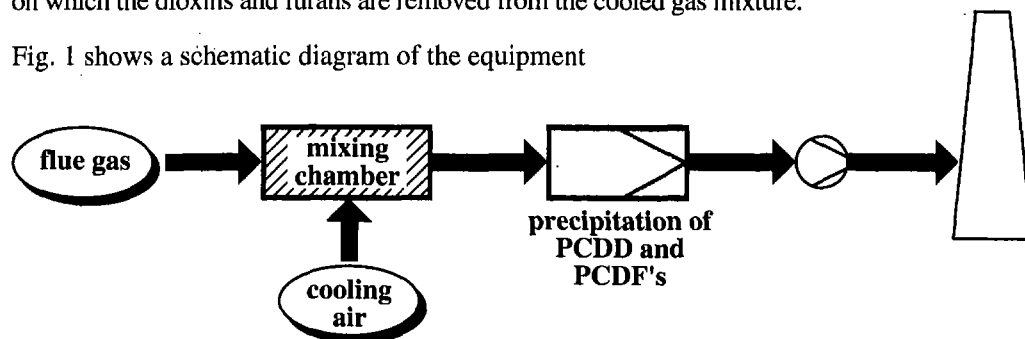 on which the dioxins and furans are removed from the cooled gas mixture.
Fig. 1 shows a schematic diagram of the equipment
flue gas
mixing
chamber
precipitation of
PCDD and
PCDF's
cooling
air